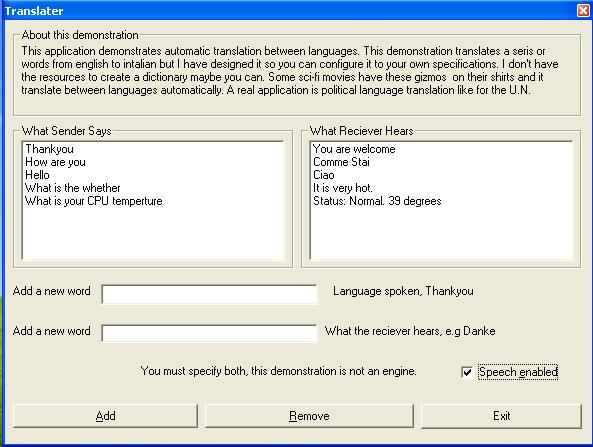 Translater
About this demonstration
This application demonstrates automatic translation between languages. This demonstration translates a seris or
words from english to intalian but I have designed it so you can configure it to your own specifications. I don't have
the resources to create a dictionary maybe you can. Some sci-fi movies have these gizmos  on their shirts and it
translate between languages automatically. A real application is political language translation like for the U.N.
What Sender Says
Thankyou
How are you
Hello
What is the whether
What is your CPU temperture
What Reciever Hears
You are welcome
Comme Stai
Ciao
It is very hot.
Status: Normal. 39 degrees
Add a new word
Language spoken, Thankyou
Add a new word
What the reciever hears, e.g Danke
You must specify both, this demonstration is not an engine.
Speech enabled
Add
Remove
Exit